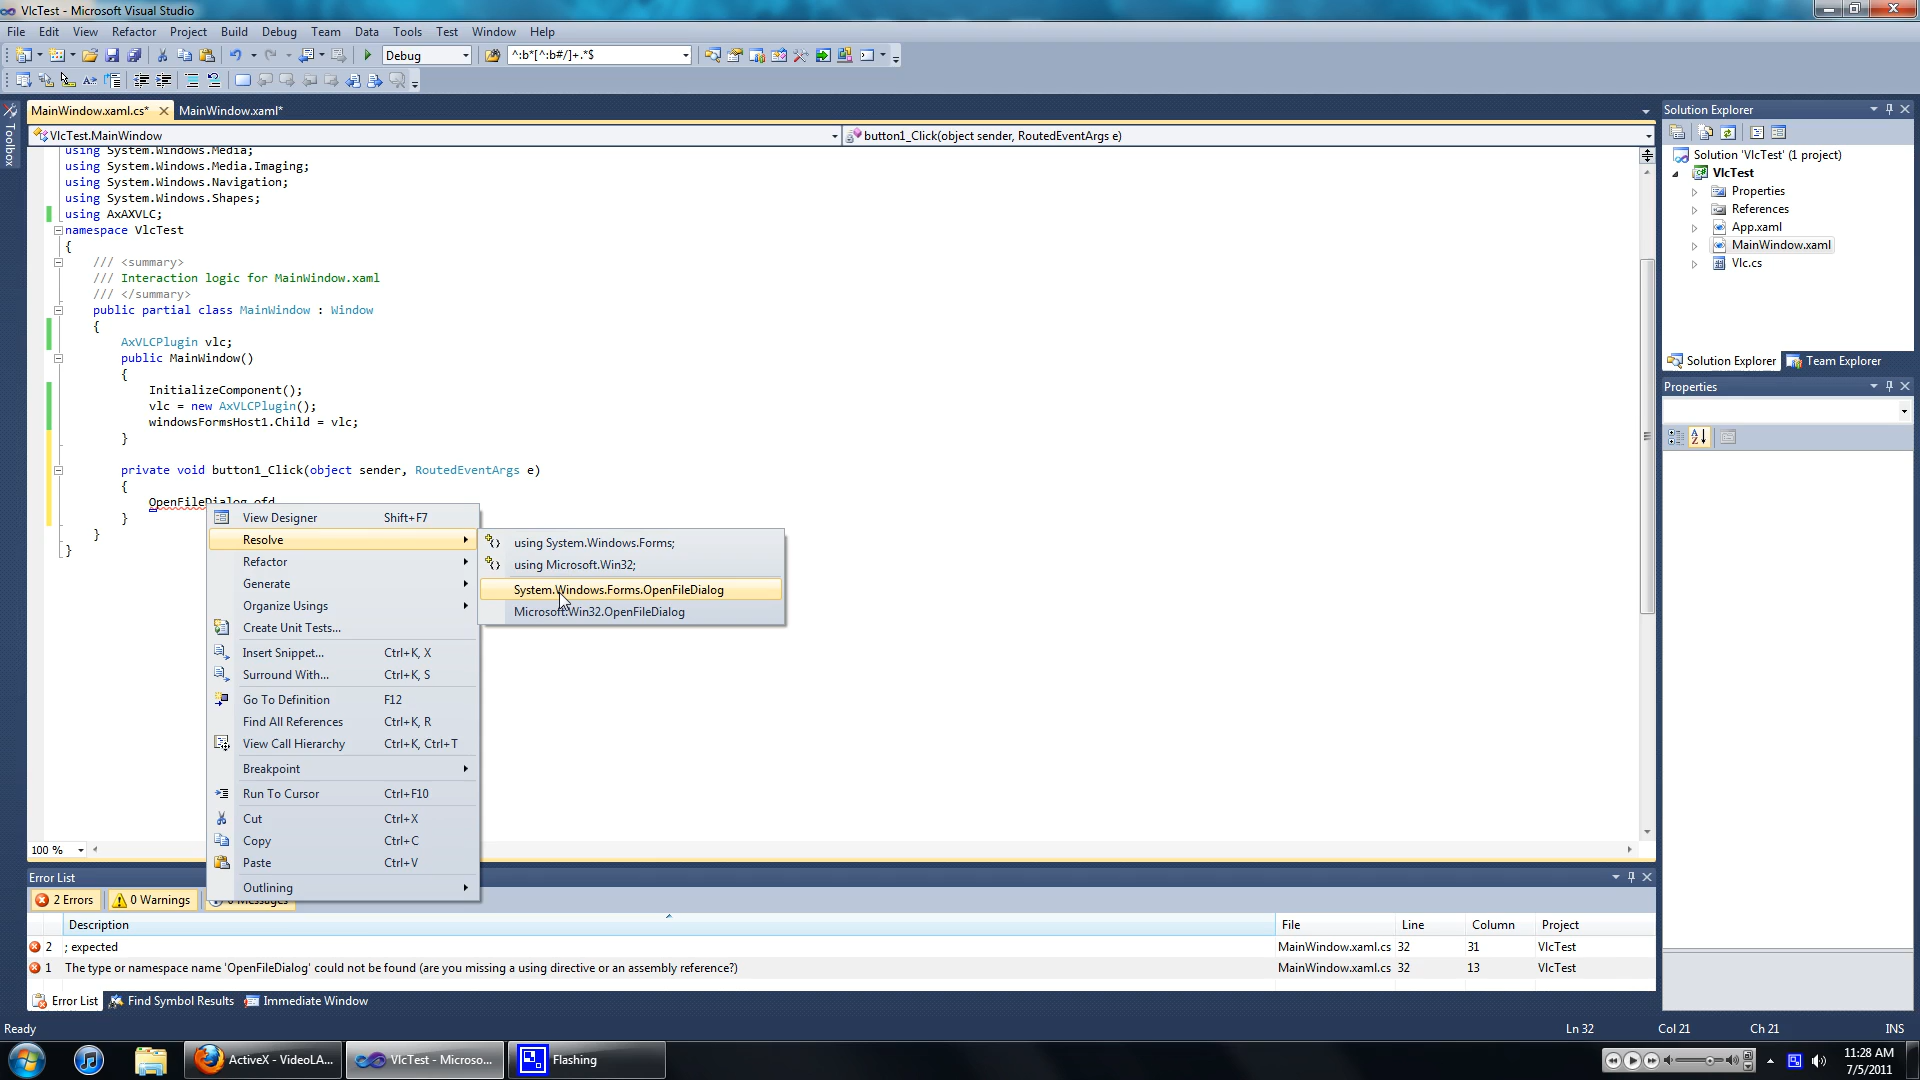 VlcTest - Microsoft Visual Studio
File Edit View Refactor Project Build Debug Team Data Tools Test Window Help
Debug ^:b*[^:b#/]+.*$
MainWindow.xaml.cs* MainWindow.xaml*
Toolbox
VlcTest.MainWindow button1_Click(object sender, RoutedEventArgs e)
using System.Windows.Media;
using System.Windows.Media.Imaging;
using System.Windows.Navigation;
using System.Windows.Shapes;
using AxAXVLC;
namespace VlcTest
{
/// <summary>
/// Interaction logic for MainWindow.xaml
/// </summary>
public partial class MainWindow : Window
{
AxVLCPlugin vlc;
public MainWindow()
{
InitializeComponent();
vlc = new AxVLCPlugin();
windowsFormsHost1.Child = vlc;
}
private void button1_Click(object sender, RoutedEventArgs e)
{
OpenFileDialog ofd
}
}
}
View Designer Shift+F7
Resolve
Refactor
Generate
Organize Usings
Create Unit Tests...
Insert Snippet... Ctrl+K, X
Surround With... Ctrl+K, S
Go To Definition F12
Find All References Ctrl+K, R
View Call Hierarchy Ctrl+K, Ctrl+T
Breakpoint
Run To Cursor Ctrl+F10
Cut Ctrl+X
Copy Ctrl+C
Paste Ctrl+V
Outlining
using System.Windows.Forms;
using Microsoft.Win32;
System.Windows.Forms.OpenFileDialog
Microsoft.Win32.OpenFileDialog
Solution Explorer
Solution 'VlcTest' (1 project)
VlcTest
Properties
References
App.xaml
MainWindow.xaml
Vlc.cs
Solution Explorer Team Explorer
Properties
100 %
Error List
2 Errors 0 Warnings 0 Messages
Description File Line Column Project
2 ; expected MainWindow.xaml.cs 32 31 VlcTest
1 The type or namespace name 'OpenFileDialog' could not be found (are you missing a using directive or an assembly reference?) MainWindow.xaml.cs 32 13 VlcTest
Error List Find Symbol Results Immediate Window
Ready Ln 32 Col 21 Ch 21 INS
ActiveX - VideoLA... VlcTest - Microso... Flashing
11:28 AM
7/5/2011